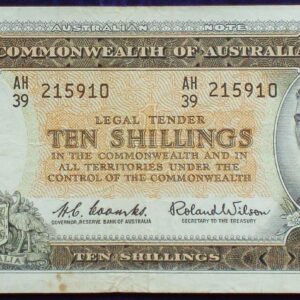 AUSTRALIAN NOTE
COMMONWEALTH OF AUSTRAL
AH 39 215910
AH 39 215910
LEGAL TENDER
TEN SHILLINGS
IN THE COMMONWEALTH AND IN
ALL TERRITORIES UNDER THE
CONTROL OF THE COMMONWEALTH
H.C. Coombs
Roland Wilson
GOVERNOR, RESERVE BANK OF AUSTRALIA
SECRETARY TO THE TREASURY
ALIA
TEN SHILLINGS